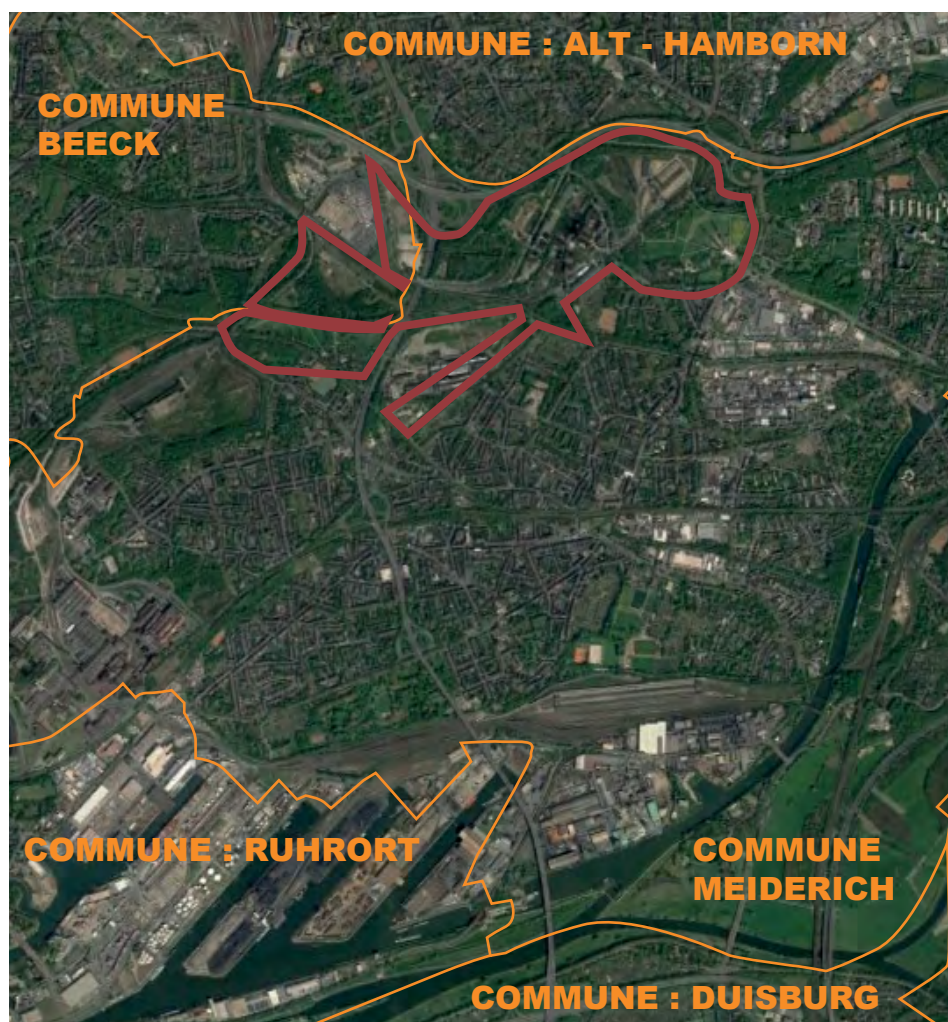 COMMUNE : ALT - HAMBORN
COMMUNE
BEECK
COMMUNE : RUHRORT
COMMUNE
MEIDERICH
COMMUNE : DUISBURG